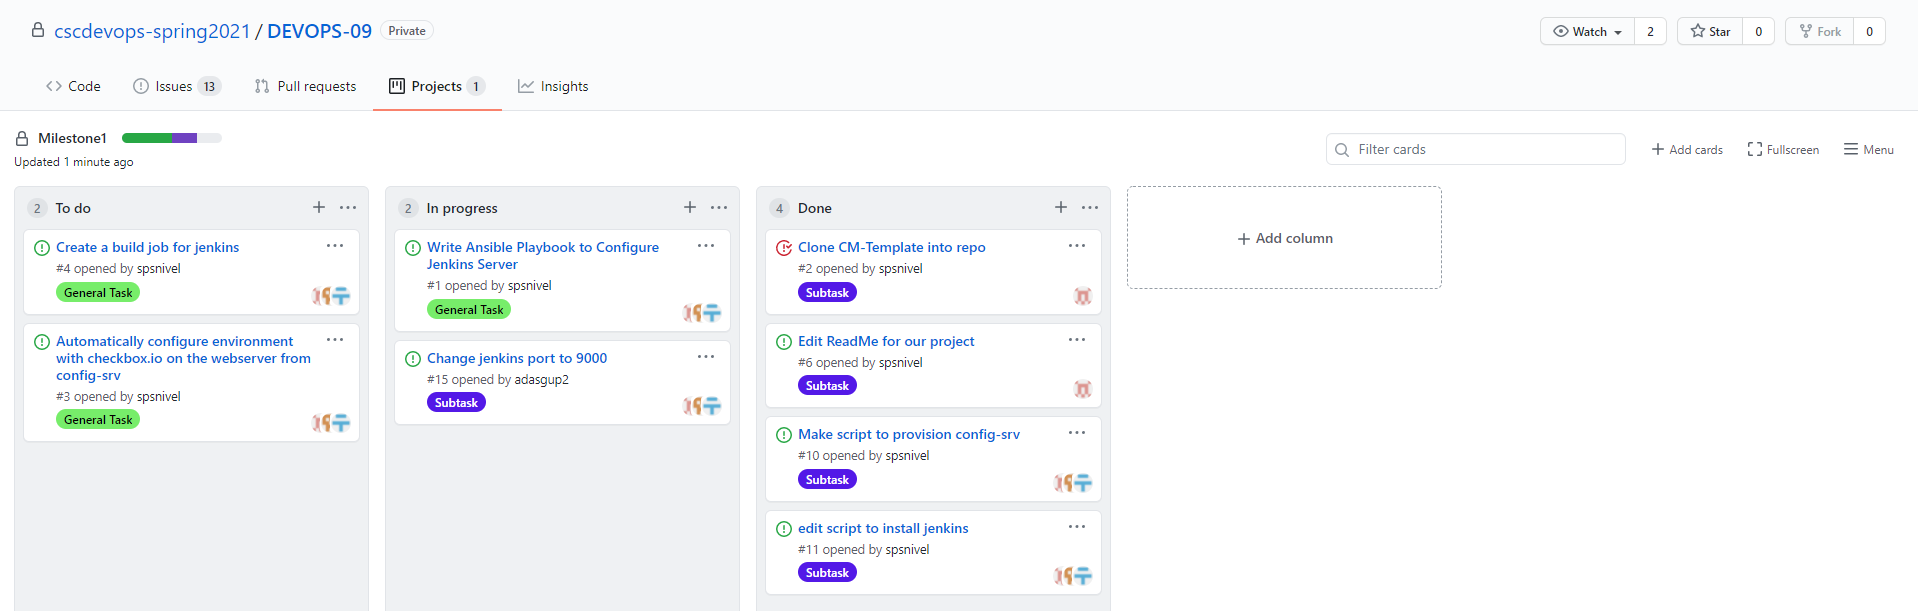 cscdevops-spring2021 / DEVOPS-09 Private
Watch 2 Star 0 Fork 0
Code Issues 13 Pull requests Projects 1 Insights
Milestone1
Updated 1 minute ago
Filter cards
Add cards Fullscreen Menu
2 To do
Create a build job for jenkins
#4 opened by spsnivel
General Task
Automatically configure environment
with checkbox.io on the webserver from
config-srv
#3 opened by spsnivel
General Task
2 In progress
Write Ansible Playbook to Configure
Jenkins Server
#1 opened by spsnivel
General Task
Change jenkins port to 9000
#15 opened by adasgup2
Subtask
4 Done
Clone CM-Template into repo
#2 opened by spsnivel
Subtask
Edit ReadMe for our project
#6 opened by spsnivel
Subtask
Make script to provision config-srv
#10 opened by spsnivel
Subtask
edit script to install jenkins
#11 opened by spsnivel
Subtask
Add column